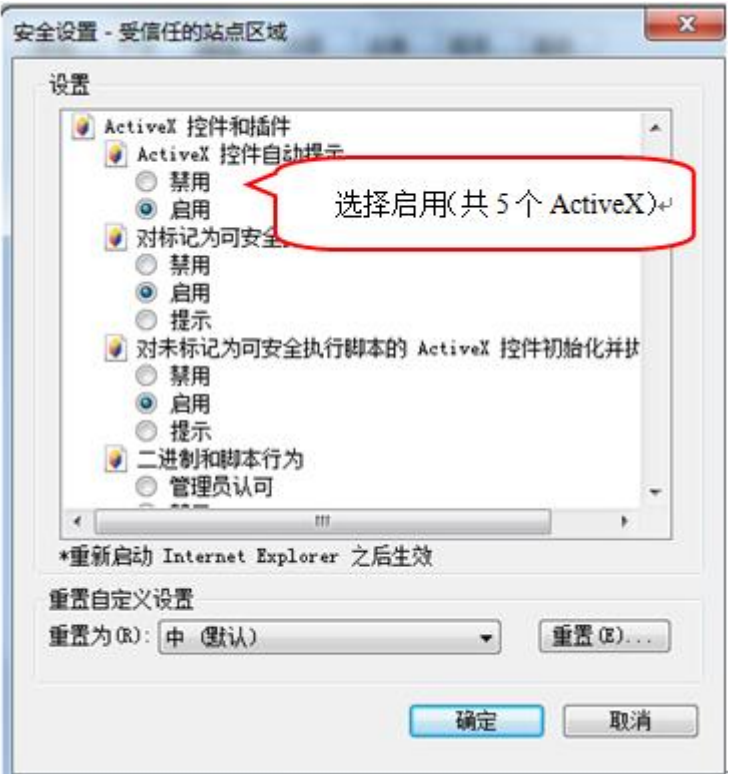 安全设置 - 受信任的站点区域
设置
ActiveX 控件和插件
ActiveX 控件自动提示
禁用
启用
选择启用(共 5 个 ActiveX)
对标记为可安全
禁用
启用
提示
对未标记为可安全执行脚本的 ActiveX 控件初始化并执
禁用
启用
提示
二进制和脚本行为
管理员认可
*重新启动 Internet Explorer 之后生效
重置自定义设置
重置为(R): 中 (默认)
重置(E)...
确定
取消